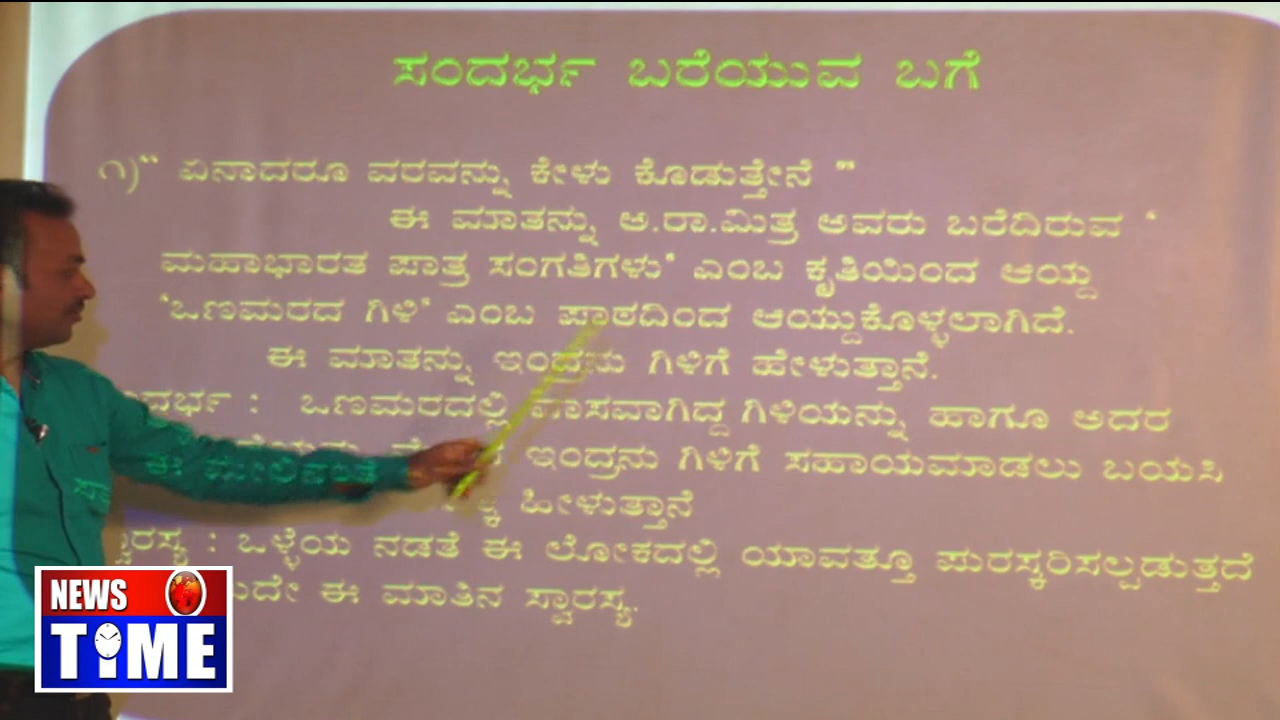 ಸಂದರ್ಭ ಬರೆಯುವ ಬಗೆ
೧) “ ಏನಾದರೂ ವರವನ್ನು ಕೇಳು ಕೊಡುತ್ತೇನೆ ”
ಈ ಮಾತನ್ನು ಅ.ರಾ.ಮಿತ್ರ ಅವರು ಬರೆದಿರುವ ‘
ಮಹಾಭಾರತ ಪಾತ್ರ ಸಂಗತಿಗಳು‘ ಎಂಬ ಕೃತಿಯಿಂದ ಆಯ್ದ
‘ಒಣಮರದ ಗಿಳಿ‘ ಎಂಬ ಪಾಠದಿಂದ ಆಯ್ದುಕೊಳ್ಳಲಾಗಿದೆ.
ಈ ಮಾತನ್ನು ಇಂದ್ರನು ಗಿಳಿಗೆ ಹೇಳುತ್ತಾನೆ.
: ಒಣಮರದಲ್ಲಿ ವಾಸವಾಗಿದ್ದ ಗಿಳಿಯನ್ನು ಹಾಗೂ ಅದರ
ಇಂದ್ರನು ಗಿಳಿಗೆ ಸಹಾಯಮಾಡಲು ಬಯಸಿ
ಈ ಮೇಲಿನಂತೆ ಹೀಳುತ್ತಾನೆ
: ಒಳ್ಳೆಯ ನಡತೆ ಈ ಲೋಕದಲ್ಲಿ ಯಾವತ್ತೂ ಪುರಸ್ಕರಿಸಲ್ಪಡುತ್ತದೆ
ಈ ಮಾತಿನ ಸ್ವಾರಸ್ಯ.
NEWS
TIME